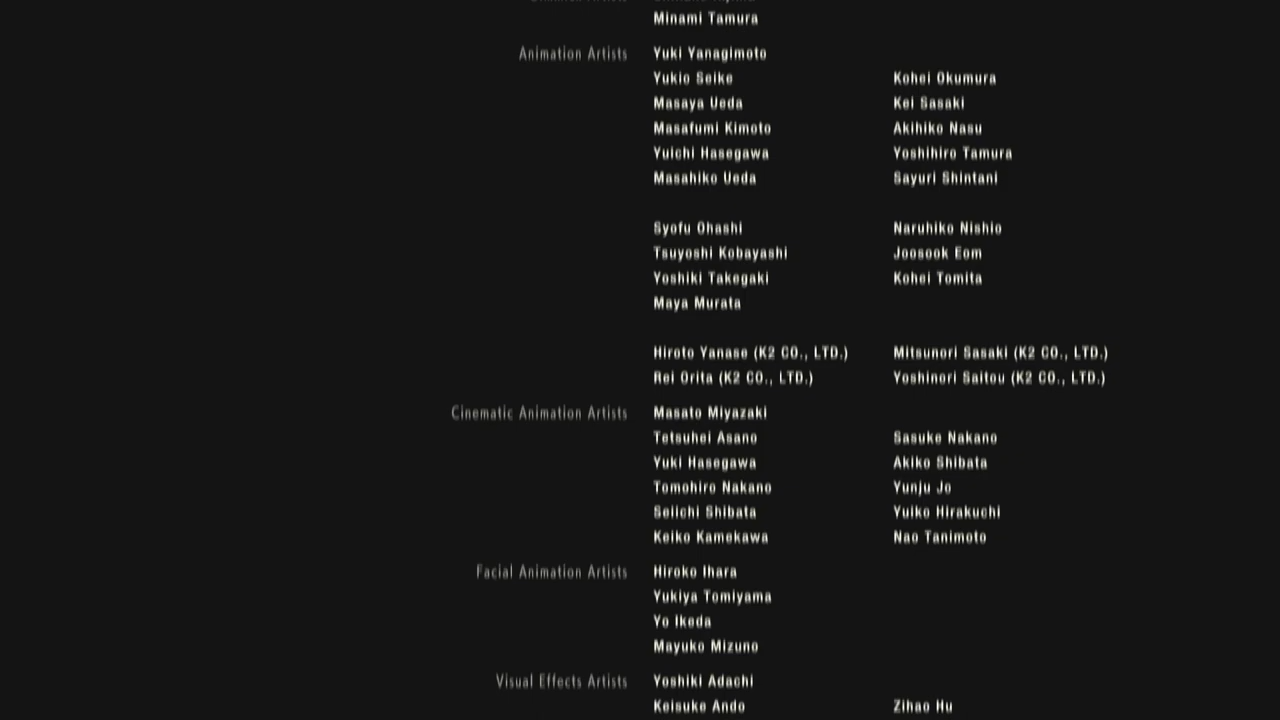 Minami Tamura
Animation Artists Yuki Yanagimoto
Yukio Seike Kohei Okumura
Masaya Ueda Kei Sasaki
Masafumi Kimoto Akihiko Nasu
Yuichi Hasegawa Yoshihiro Tamura
Masahiko Ueda Sayuri Shintani
Syofu Ohashi Naruhiko Nishio
Tsuyoshi Kobayashi Joosook Eom
Yoshiki Takegaki Kohei Tomita
Maya Murata
Hiroto Yanase (K2 CO., LTD.) Mitsunori Sasaki (K2 CO., LTD.)
Rei Orita (K2 CO., LTD.) Yoshinori Saitou (K2 CO., LTD.)
Cinematic Animation Artists Masato Miyazaki
Tetsuhei Asano Sasuke Nakano
Yuki Hasegawa Akiko Shibata
Tomohiro Nakano Yunju Jo
Seiichi Shibata Yuiko Hirakuchi
Keiko Kamekawa Nao Tanimoto
Facial Animation Artists Hiroko Ihara
Yukiya Tomiyama
Yo Ikeda
Mayuko Mizuno
Visual Effects Artists Yoshiki Adachi
Keisuke Ando Zihao Hu